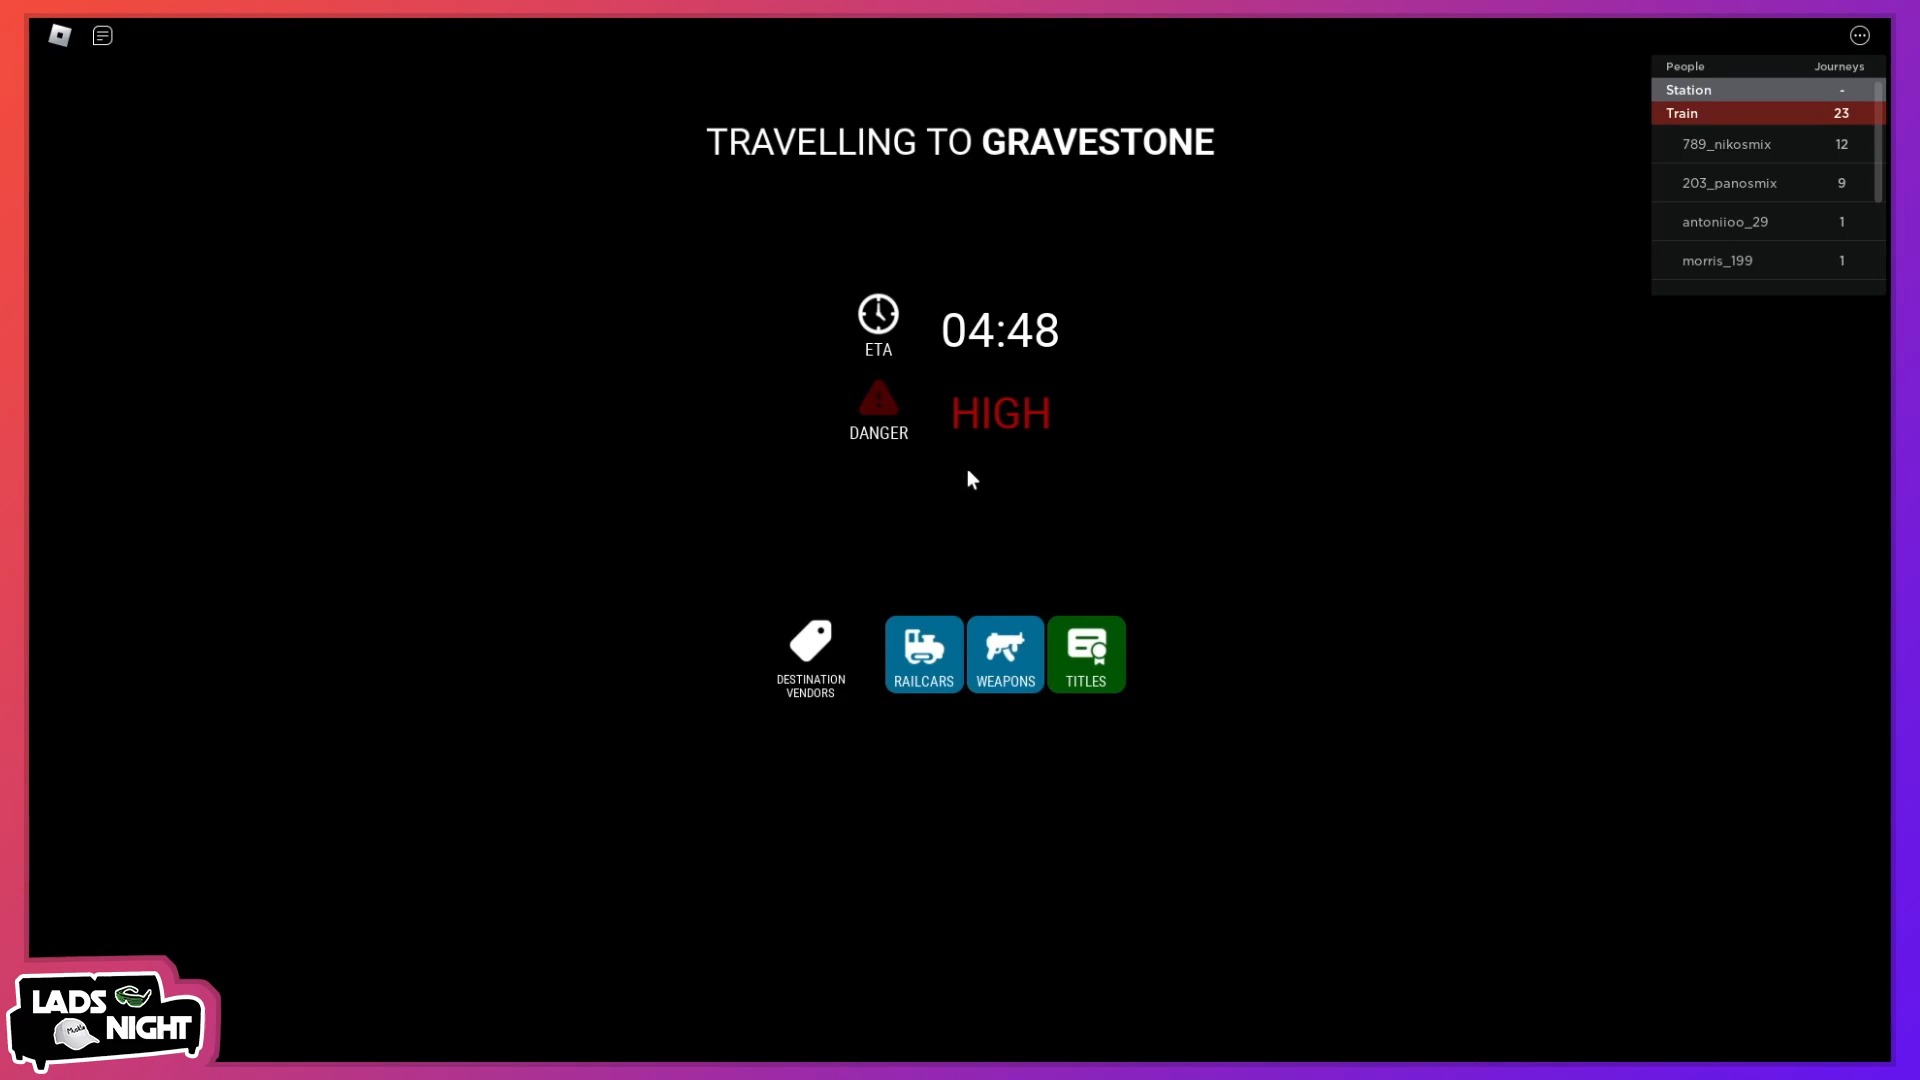 People Journeys
Station -
Train 23
789_nikosmix 12
203_panosmix 9
antoniioo_29 1
morris_199 1
TRAVELLING TO GRAVESTONE
ETA 04:48
DANGER HIGH
DESTINATION
VENDORS
RAILCARS WEAPONS TITLES
LADS
NIGHT